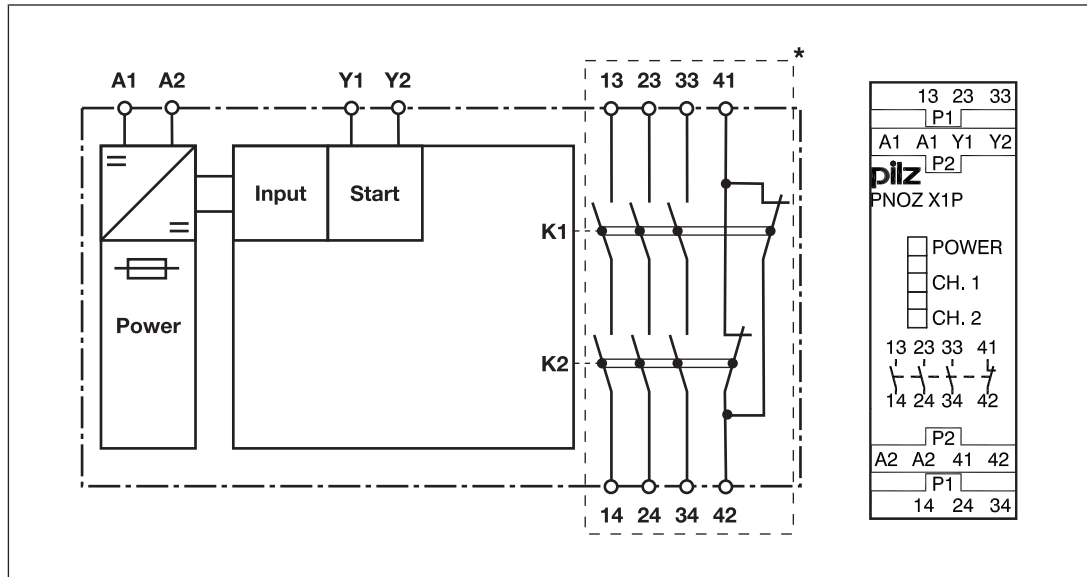 *
A1 A2 Y1 Y2 13 23 33 41
Input Start
K1
Power
K2
14 24 34 42
13 23 33
P1
A1 A1 Y1 Y2
P2
pilz
PNOZ X1P
POWER
CH. 1
CH. 2
13 23 33 41
14 24 34 42
P2
A2 A2 41 42
P1
14 24 34